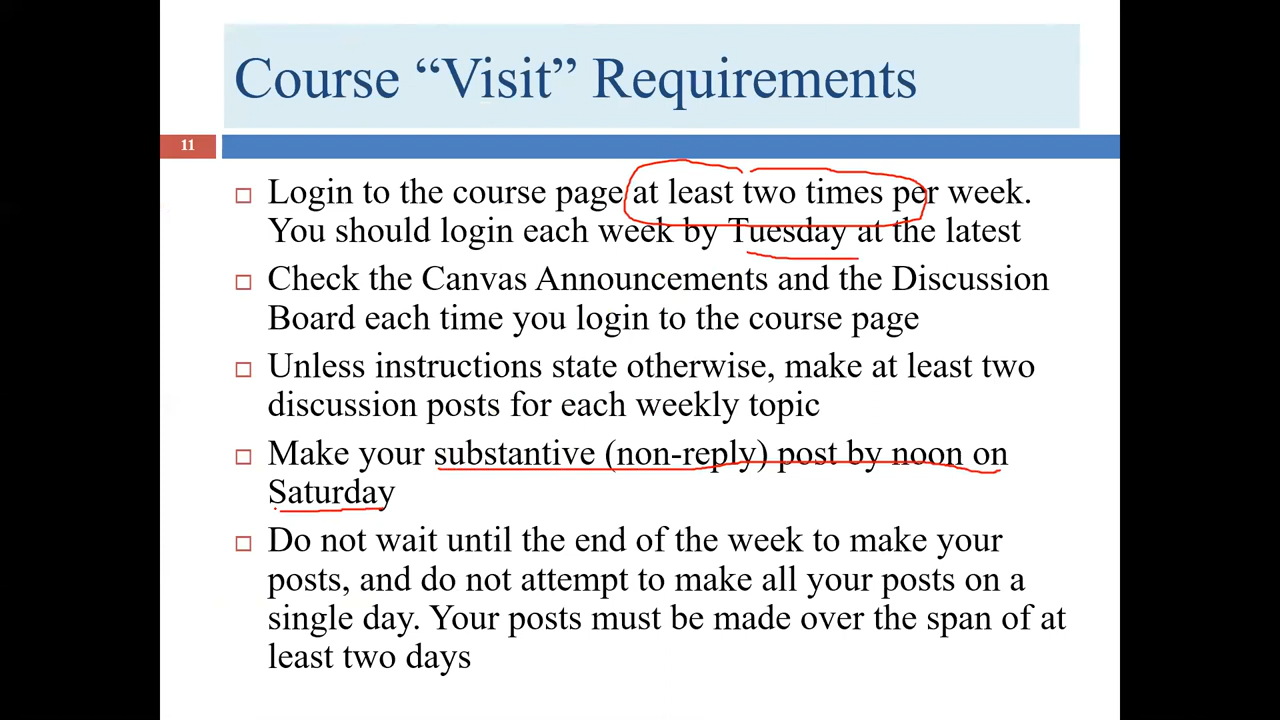 Course “Visit” Requirements
11
Login to the course page at least two times per week.
You should login each week by Tuesday at the latest
Check the Canvas Announcements and the Discussion
Board each time you login to the course page
Unless instructions state otherwise, make at least two
discussion posts for each weekly topic
Make your substantive (non-reply) post by noon on
Saturday
Do not wait until the end of the week to make your
posts, and do not attempt to make all your posts on a
single day. Your posts must be made over the span of at
least two days